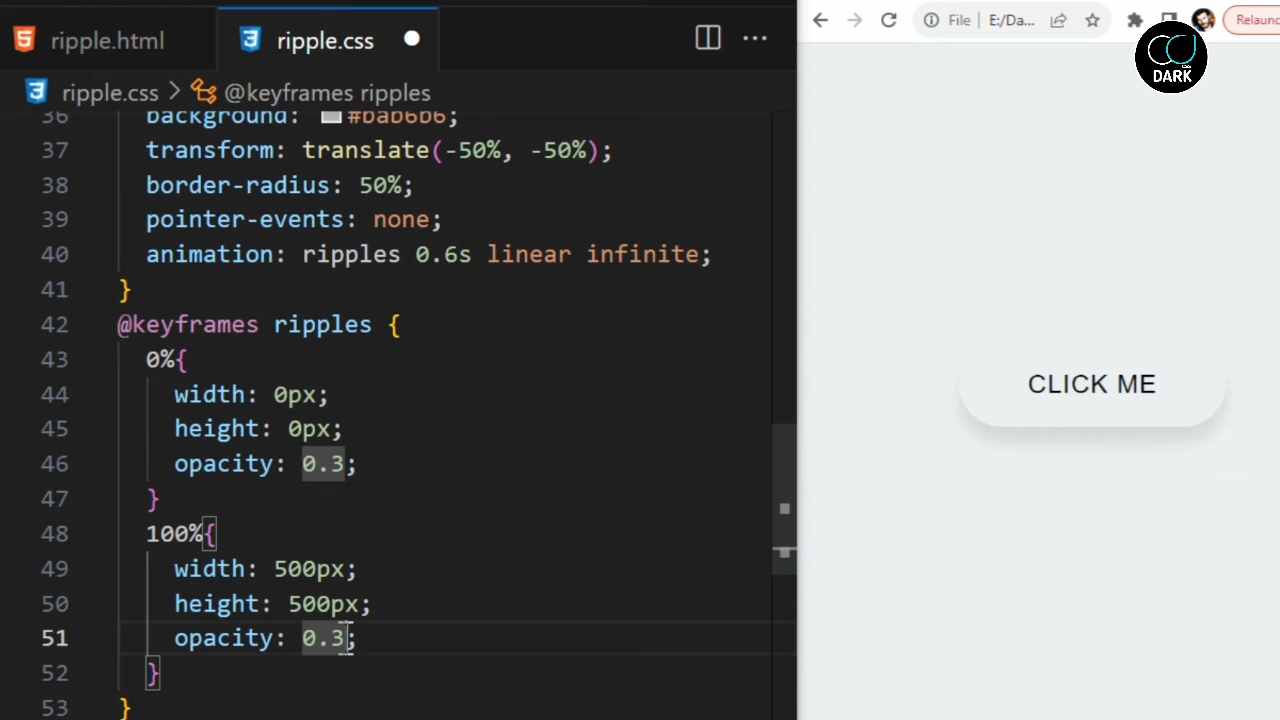 ripple.html
ripple.css
ripple.css > @keyframes ripples
36 background: #bab6b6;
37 transform: translate(-50%, -50%);
38 border-radius: 50%;
39 pointer-events: none;
40 animation: ripples 0.6s linear infinite;
41 }
42 @keyframes ripples {
43 0%{
44 width: 0px;
45 height: 0px;
46 opacity: 0.3;
47 }
48 100%{
49 width: 500px;
50 height: 500px;
51 opacity: 0.3;
52 }
53 }
File E:/Da...
Relaunc
DARK
CLICK ME